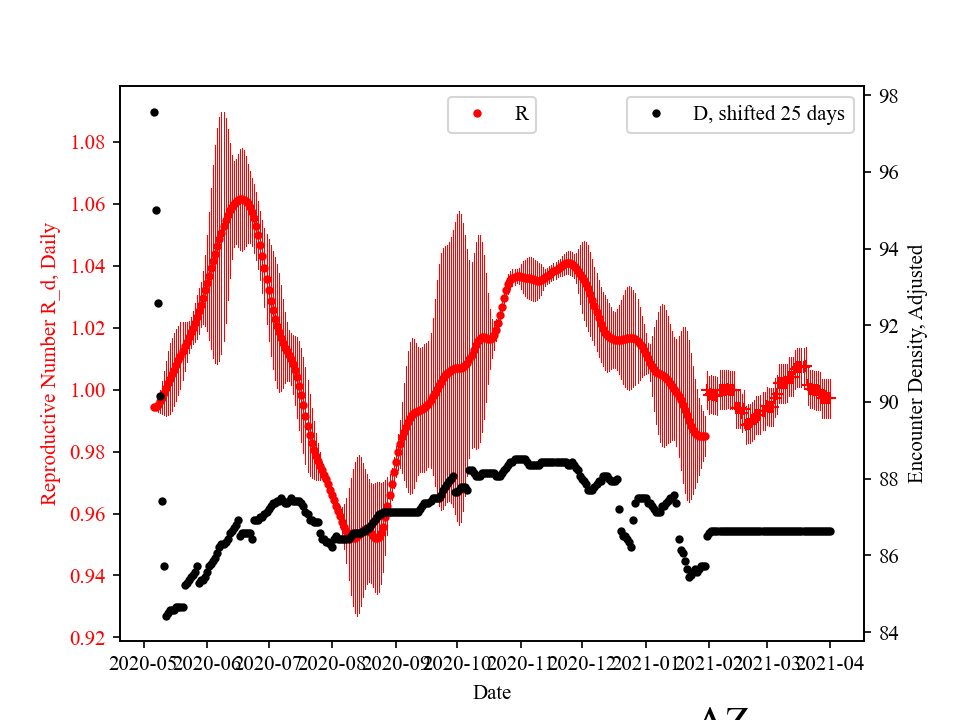 R
D, shifted 25 days
Reproductive Number R_d, Daily
1.08
1.06
1.04
1.02
1.00
0.98
0.96
0.94
0.92
98
96
94
92
90
88
86
84
Encounter Density, Adjusted
2020-05 2020-06 2020-07 2020-08 2020-09 2020-10 2020-11 2020-12 2021-01 2021-02 2021-03 2021-04
Date
AZ